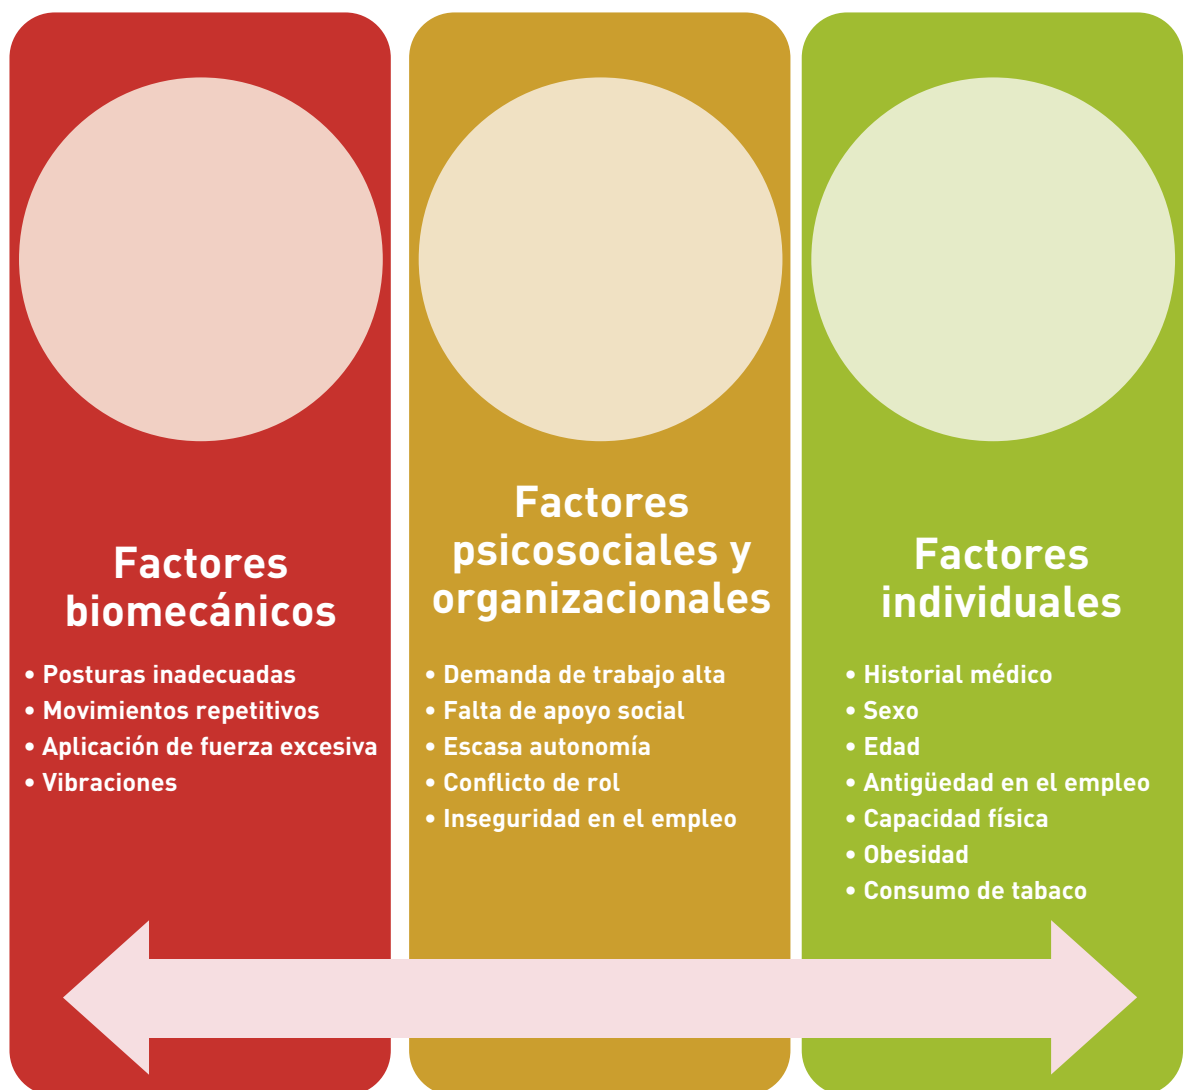 Factores
biomecánicos
• Posturas inadecuadas
• Movimientos repetitivos
• Aplicación de fuerza excesiva
• Vibraciones
Factores
psicosociales y
organizacionales
• Demanda de trabajo alta
• Falta de apoyo social
• Escasa autonomía
• Conflicto de rol
• Inseguridad en el empleo
Factores
individuales
• Historial médico
• Sexo
• Edad
• Antigüedad en el empleo
• Capacidad física
• Obesidad
• Consumo de tabaco